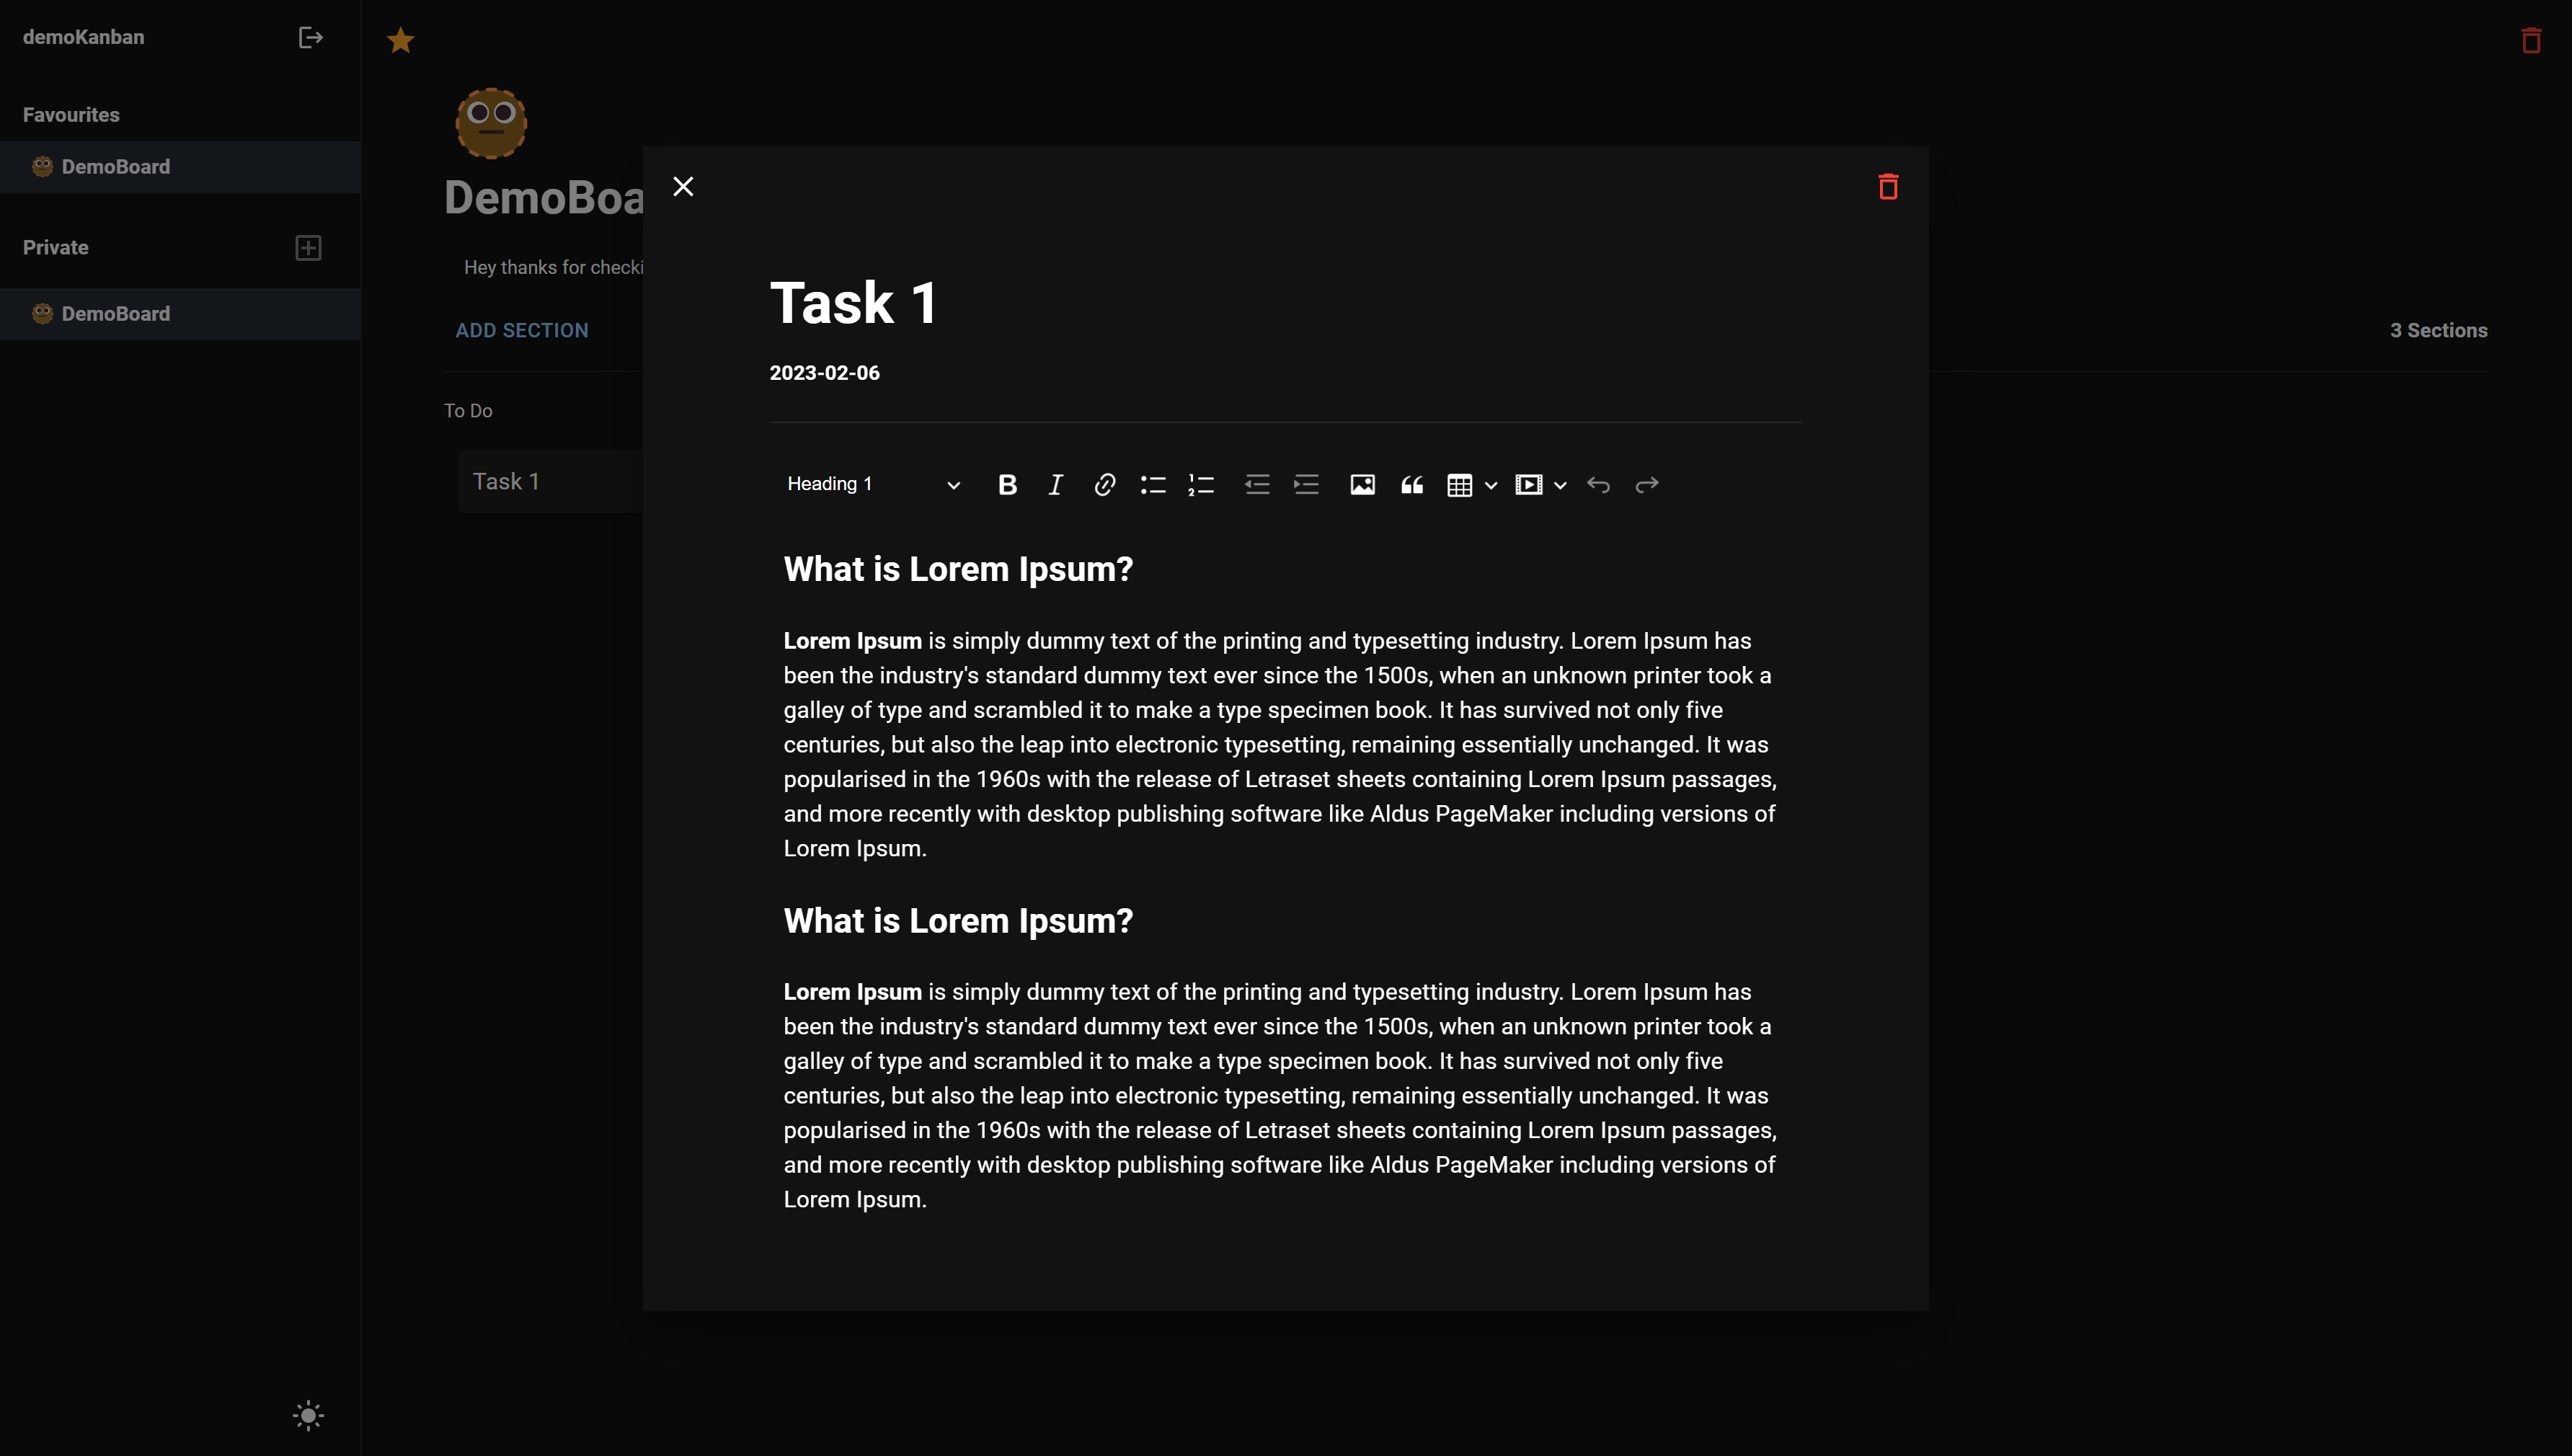 demoKanban
Favourites
DemoBoard
Private
DemoBoard
DemoBoa
Hey thanks for checki
ADD SECTION
3 Sections
To Do
Task 1
Task 1
2023-02-06
Heading 1
What is Lorem Ipsum?
Lorem Ipsum is simply dummy text of the printing and typesetting industry. Lorem Ipsum has
been the industry's standard dummy text ever since the 1500s, when an unknown printer took a
galley of type and scrambled it to make a type specimen book. It has survived not only five
centuries, but also the leap into electronic typesetting, remaining essentially unchanged. It was
popularised in the 1960s with the release of Letraset sheets containing Lorem Ipsum passages,
and more recently with desktop publishing software like Aldus PageMaker including versions of
Lorem Ipsum.
What is Lorem Ipsum?
Lorem Ipsum is simply dummy text of the printing and typesetting industry. Lorem Ipsum has
been the industry's standard dummy text ever since the 1500s, when an unknown printer took a
galley of type and scrambled it to make a type specimen book. It has survived not only five
centuries, but also the leap into electronic typesetting, remaining essentially unchanged. It was
popularised in the 1960s with the release of Letraset sheets containing Lorem Ipsum passages,
and more recently with desktop publishing software like Aldus PageMaker including versions of
Lorem Ipsum.